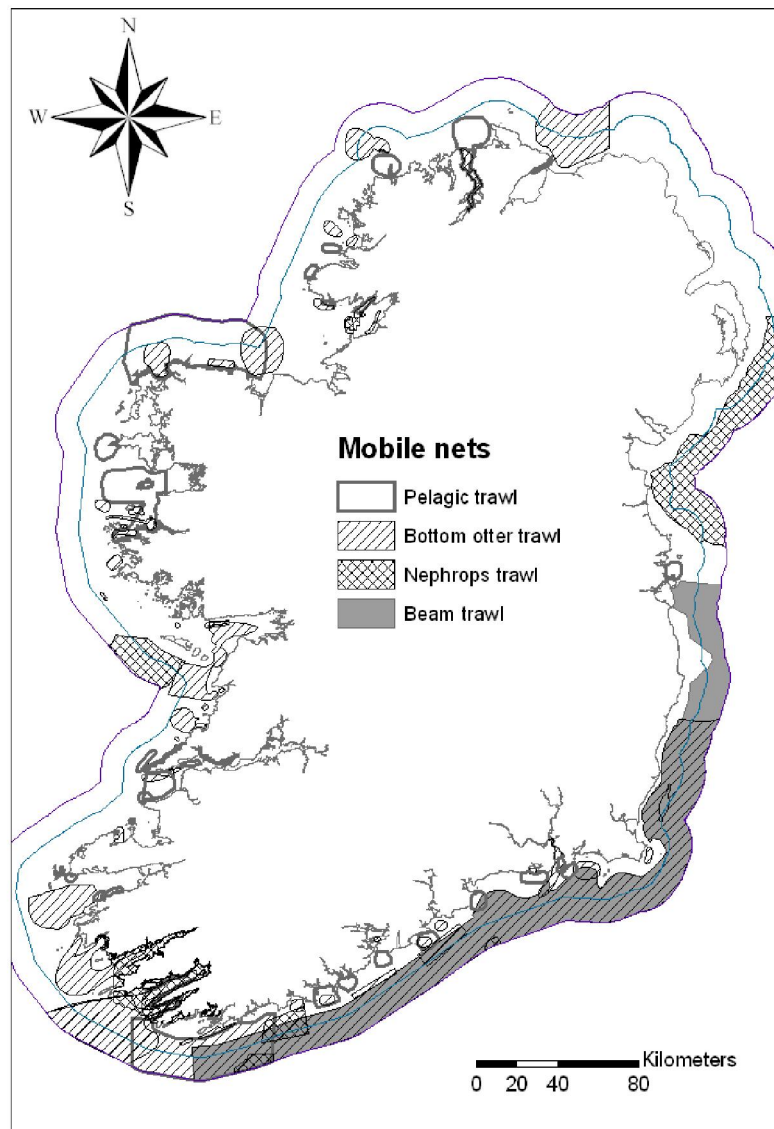 N
W E
S
Mobile nets
Pelagic trawl
Bottom otter trawl
Nephrops trawl
Beam trawl
Kilometers
0 20 40 80